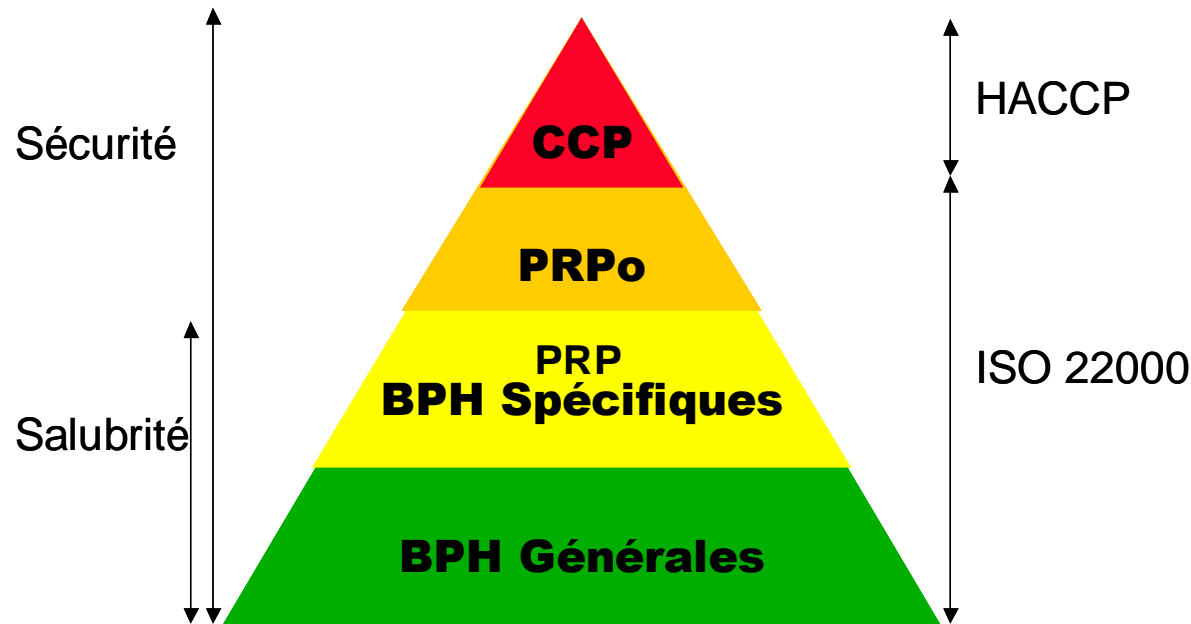 HACCP
Sécurité
CCP
PRPo
PRP
ISO 22000
BPH Spécifiques
Salubrité
BPH Générales